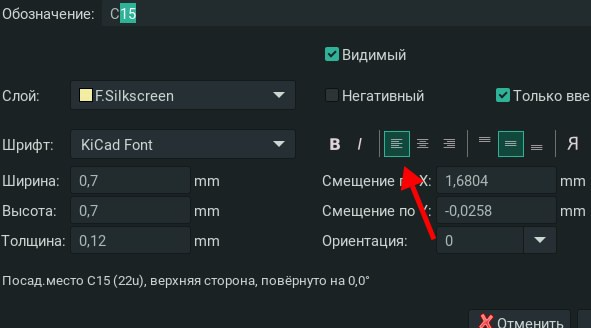 Обозначение: C15
Видимый
Слой: F.Silkscreen Негативный Только вве
Шрифт: KiCad Font B I Я
Ширина: 0,7 mm Смещение по X: 1,6804 mm
Высота: 0,7 mm Смещение по Y: -0,0258 mm
Толщина: 0,12 mm Ориентация: 0
Посад.место C15 (22u), верхняя сторона, повёрнуто на 0,0°
Отменить